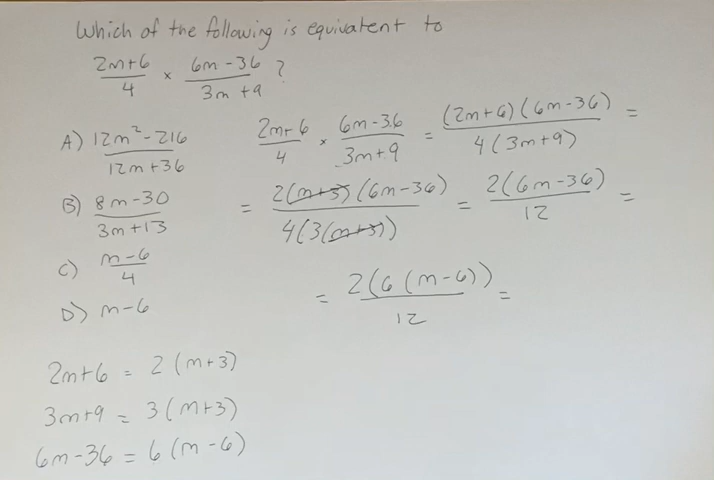 Which of the following is equivalent to
(2m+6)/4 × (6m-36)/(3m+9) ?
A) (12m²-216)/(12m+36)
(2m+6)/4 × (6m-36)/(3m+9) = ((2m+6)(6m-36))/(4(3m+9)) =
B) (8m-30)/(3m+13)
= (2(m+3)(6m-36))/(4(3(m+3))) = (2(6m-36))/12 =
C) (m-6)/4
D) m-6
= (2(6(m-6)))/12 =
2m+6 = 2(m+3)
3m+9 = 3(m+3)
6m-36 = 6(m-6)